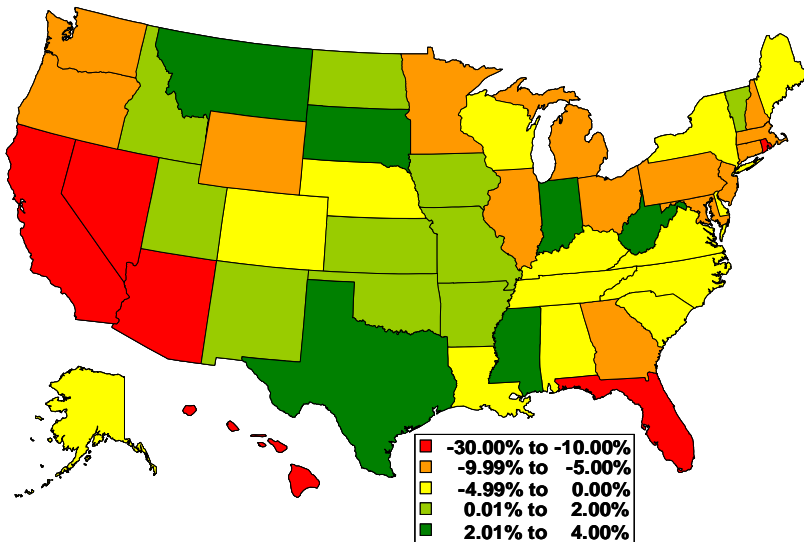 -30.00% to -10.00%
-9.99% to -5.00%
-4.99% to 0.00%
0.01% to 2.00%
2.01% to 4.00%